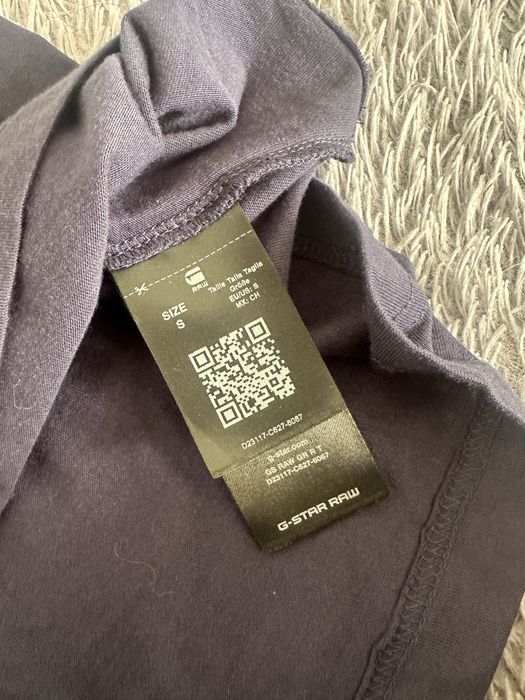 RAW
SIZE
S
Taille Talla Taglia
Größe
EU/US: S
MX: CH
D23117-C627-6067
g-star.com
GS RAW GR R T
D23117-C627-6067
G-STAR RAW